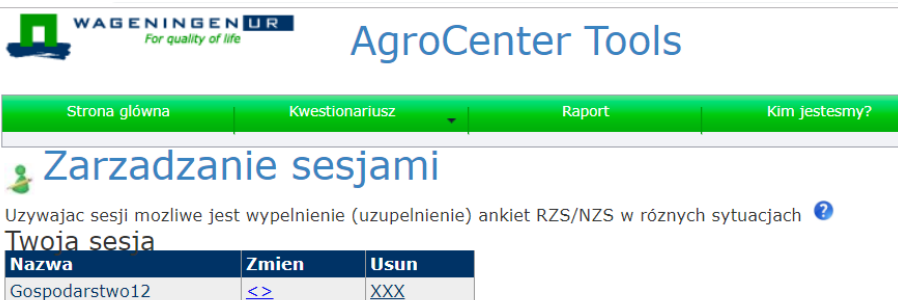 WAGENINGEN UR
For quality of life
AgroCenter Tools
Strona glówna Kwestionariusz Raport Kim jestesmy?
Zarzadzanie sesjami
Uzywajac sesji mozliwe jest wypelnienie (uzupelnienie) ankiet RZS/NZS w róznych sytuacjach ?
Twoja sesja
Nazwa Zmien Usun
Gospodarstwo12 <> XXX